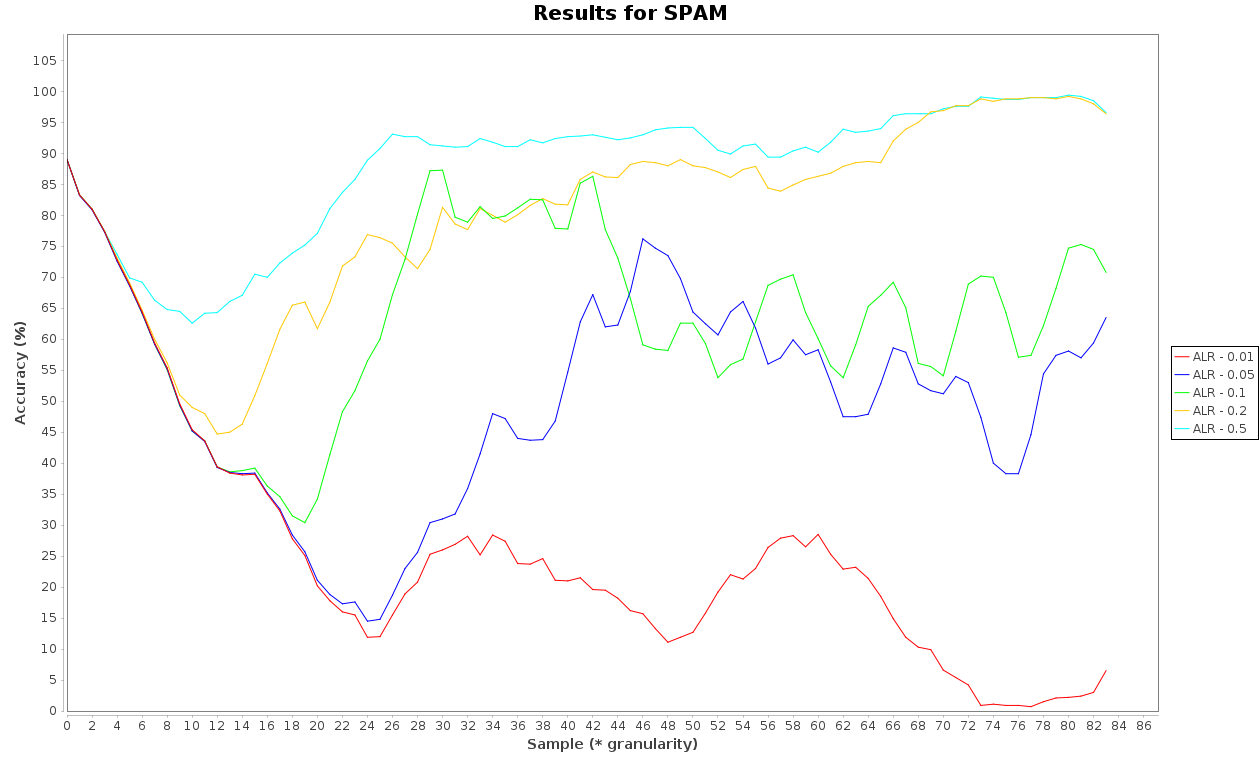 Results for SPAM
Accuracy (%)
105
100
95
90
85
80
75
70
65
60
55
50
45
40
35
30
25
20
15
10
5
0
0 2 4 6 8 10 12 14 16 18 20 22 24 26 28 30 32 34 36 38 40 42 44 46 48 50 52 54 56 58 60 62 64 66 68 70 72 74 76 78 80 82 84 86
Sample (* granularity)
ALR - 0.01
ALR - 0.05
ALR - 0.1
ALR - 0.2
ALR - 0.5